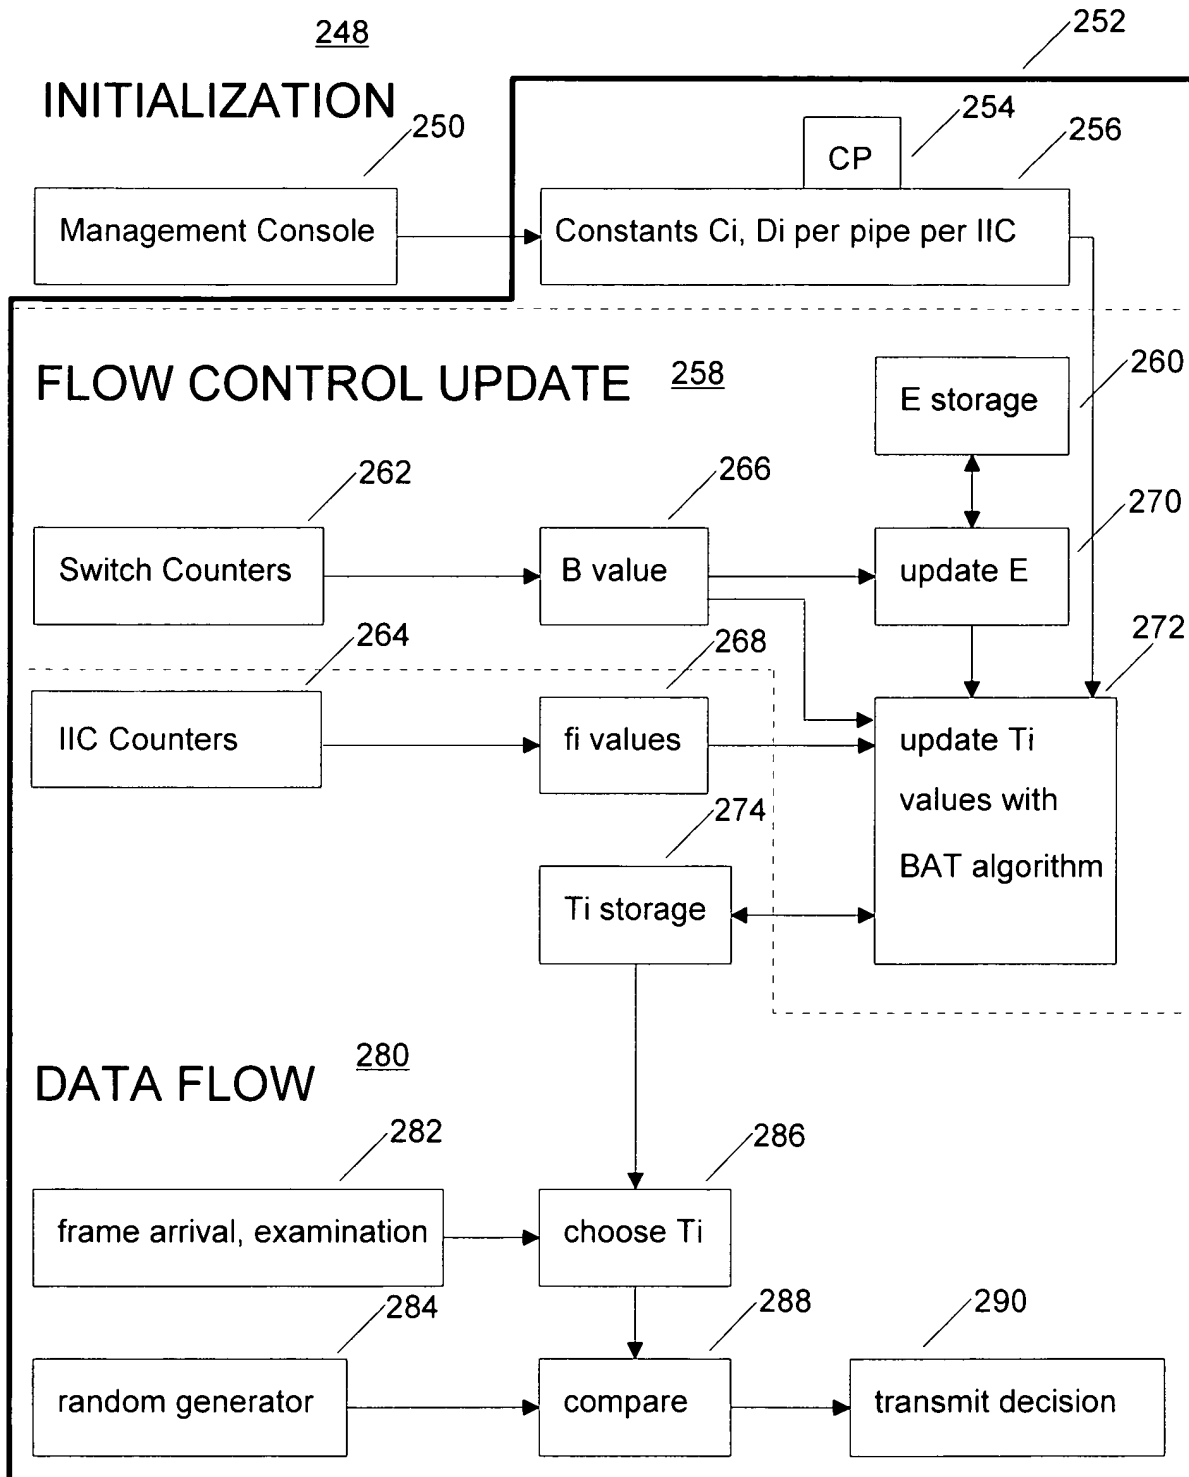 248
252
INITIALIZATION
250
254
256
CP
Management Console
Constants Ci, Di per pipe per IIC
FLOW CONTROL UPDATE
258
260
E storage
262
266
270
Switch Counters
B value
update E
264
268
272
IIC Counters
fi values
update Ti
values with
BAT algorithm
274
Ti storage
280
DATA FLOW
282
286
frame arrival, examination
choose Ti
284
288
290
random generator
compare
transmit decision